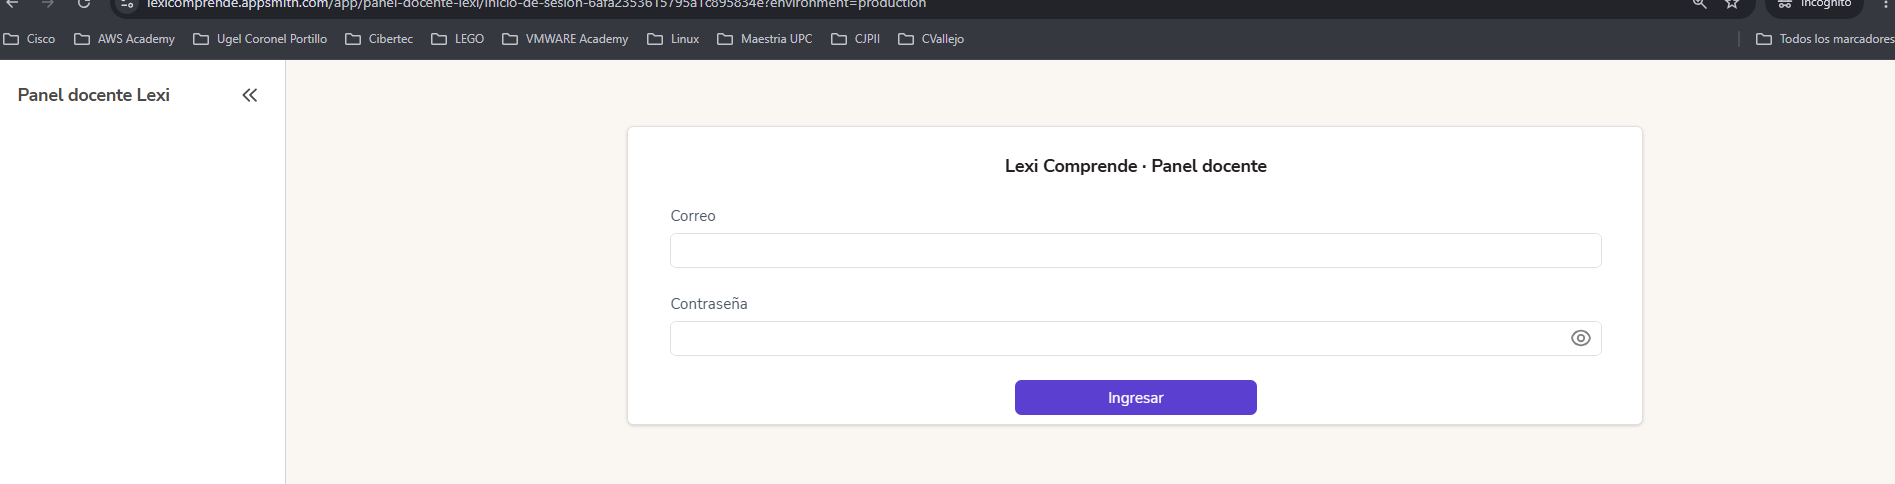 lexicomprende.appsmith.com/app/panel-docente-lexi/inicio-de-sesion-6afa2353615795a1c895834e?environment=production
Incógnito
Cisco
AWS Academy
Ugel Coronel Portillo
Cibertec
LEGO
VMWARE Academy
Linux
Maestria UPC
CJPII
CVallejo
Todos los marcadores
Panel docente Lexi
Lexi Comprende · Panel docente
Correo
Contraseña
Ingresar